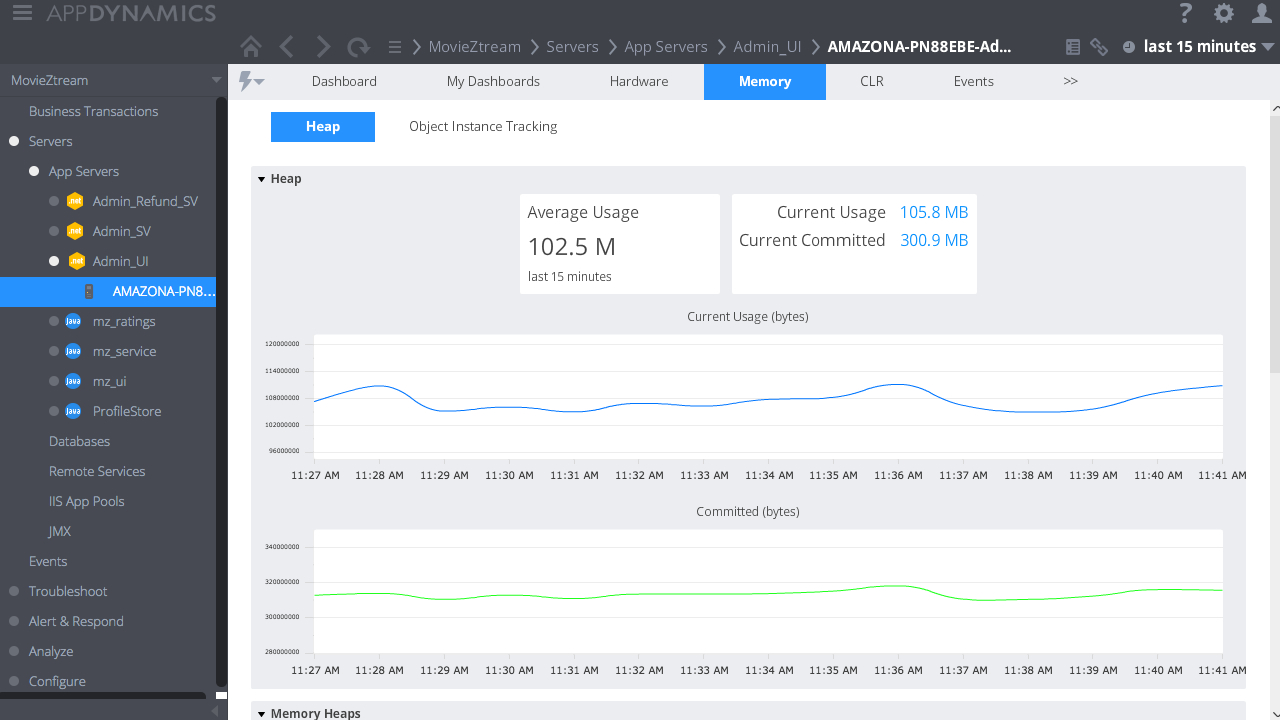 APPDYNAMICS
?
MovieZtream
Servers
App Servers
Admin_UI
AMAZONA-PN88EBE-Ad...
last 15 minutes
MovieZtream
Business Transactions
Servers
App Servers
.net Admin_Refund_SV
.net Admin_SV
.net Admin_UI
AMAZONA-PN8...
Java mz_ratings
Java mz_service
Java mz_ui
Java ProfileStore
Databases
Remote Services
IIS App Pools
JMX
Events
Troubleshoot
Alert & Respond
Analyze
Configure
Dashboard My Dashboards Hardware Memory CLR Events >>
Heap Object Instance Tracking
Heap
Average Usage
102.5 M
last 15 minutes
Current Usage 105.8 MB
Current Committed 300.9 MB
Current Usage (bytes)
120000000
114000000
108000000
102000000
96000000
11:27 AM 11:28 AM 11:29 AM 11:30 AM 11:31 AM 11:32 AM 11:33 AM 11:34 AM 11:35 AM 11:36 AM 11:37 AM 11:38 AM 11:39 AM 11:40 AM 11:41 AM
Committed (bytes)
340000000
320000000
300000000
280000000
11:27 AM 11:28 AM 11:29 AM 11:30 AM 11:31 AM 11:32 AM 11:33 AM 11:34 AM 11:35 AM 11:36 AM 11:37 AM 11:38 AM 11:39 AM 11:40 AM 11:41 AM
Memory Heaps